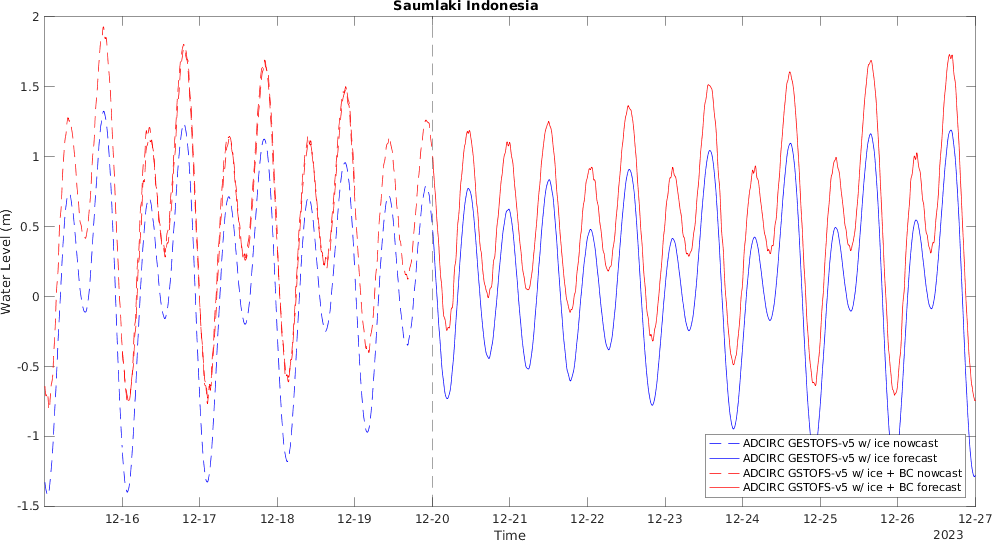 Saumlaki Indonesia
2
1.5
1
0.5
0
-0.5
-1
-1.5
Water Level (m)
12-16 12-17 12-18 12-19 12-20 12-21 12-22 12-23 12-24 12-25 12-26 12-27
Time
2023
ADCIRC GESTOFS-v5 w/ ice nowcast
ADCIRC GESTOFS-v5 w/ ice forecast
ADCIRC GSTOFS-v5 w/ ice + BC nowcast
ADCIRC GSTOFS-v5 w/ ice + BC forecast